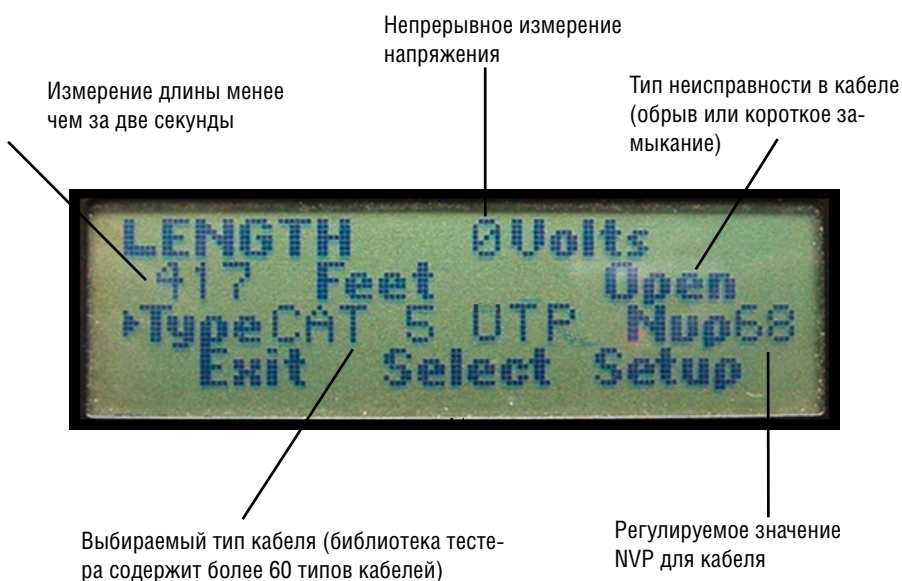 Непрерывное измерение
напряжения
Измерение длины менее
чем за две секунды
Тип неисправности в кабеле
(обрыв или короткое за-
мыкание)
LENGTH 0Volts
417 Feet Open
Type CAT 5 UTP Nvp68
Exit Select Setup
Выбираемый тип кабеля (библиотека тесте-
ра содержит более 60 типов кабелей)
Регулируемое значение
NVP для кабеля